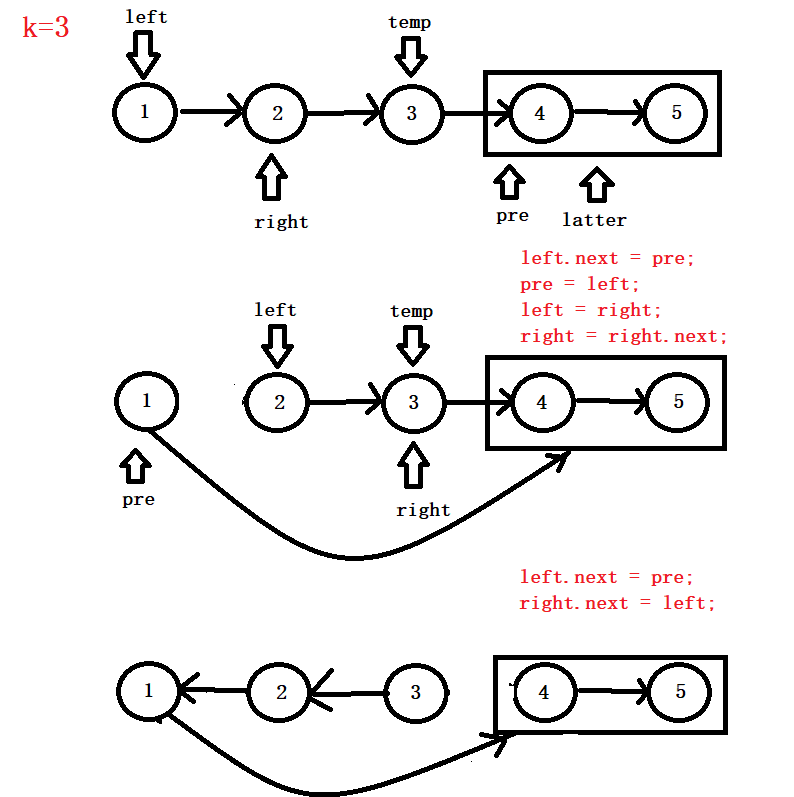 k=3
left
temp
1 2 3 4 5
right
pre
latter
left.next = pre;
pre = left;
left = right;
right = right.next;
left
temp
1 2 3 4 5
pre
right
left.next = pre;
right.next = left;
1 2 3 4 5